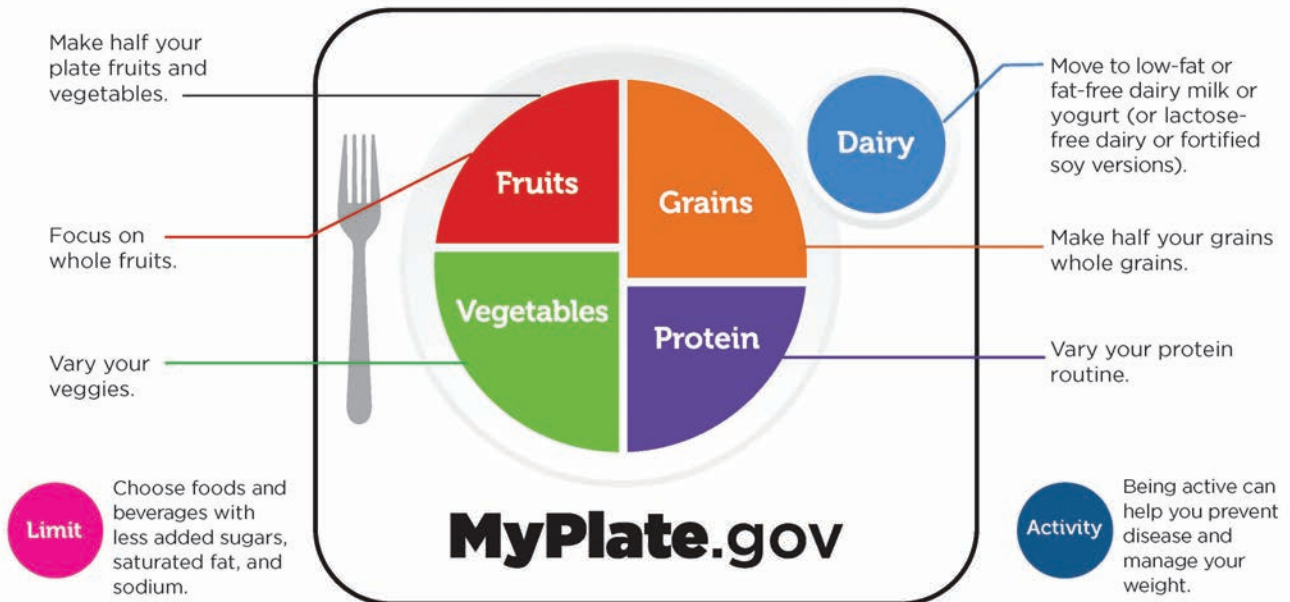 Make half your
plate fruits and
vegetables.
Focus on
whole fruits.
Vary your
veggies.
Fruits
Grains
Vegetables
Protein
Dairy
Move to low-fat or
fat-free dairy milk or
yogurt (or lactose-
free dairy or fortified
soy versions).
Make half your grains
whole grains.
Vary your protein
routine.
Limit
Choose foods and
beverages with
less added sugars,
saturated fat, and
sodium.
MyPlate.gov
Activity
Being active can
help you prevent
disease and
manage your
weight.